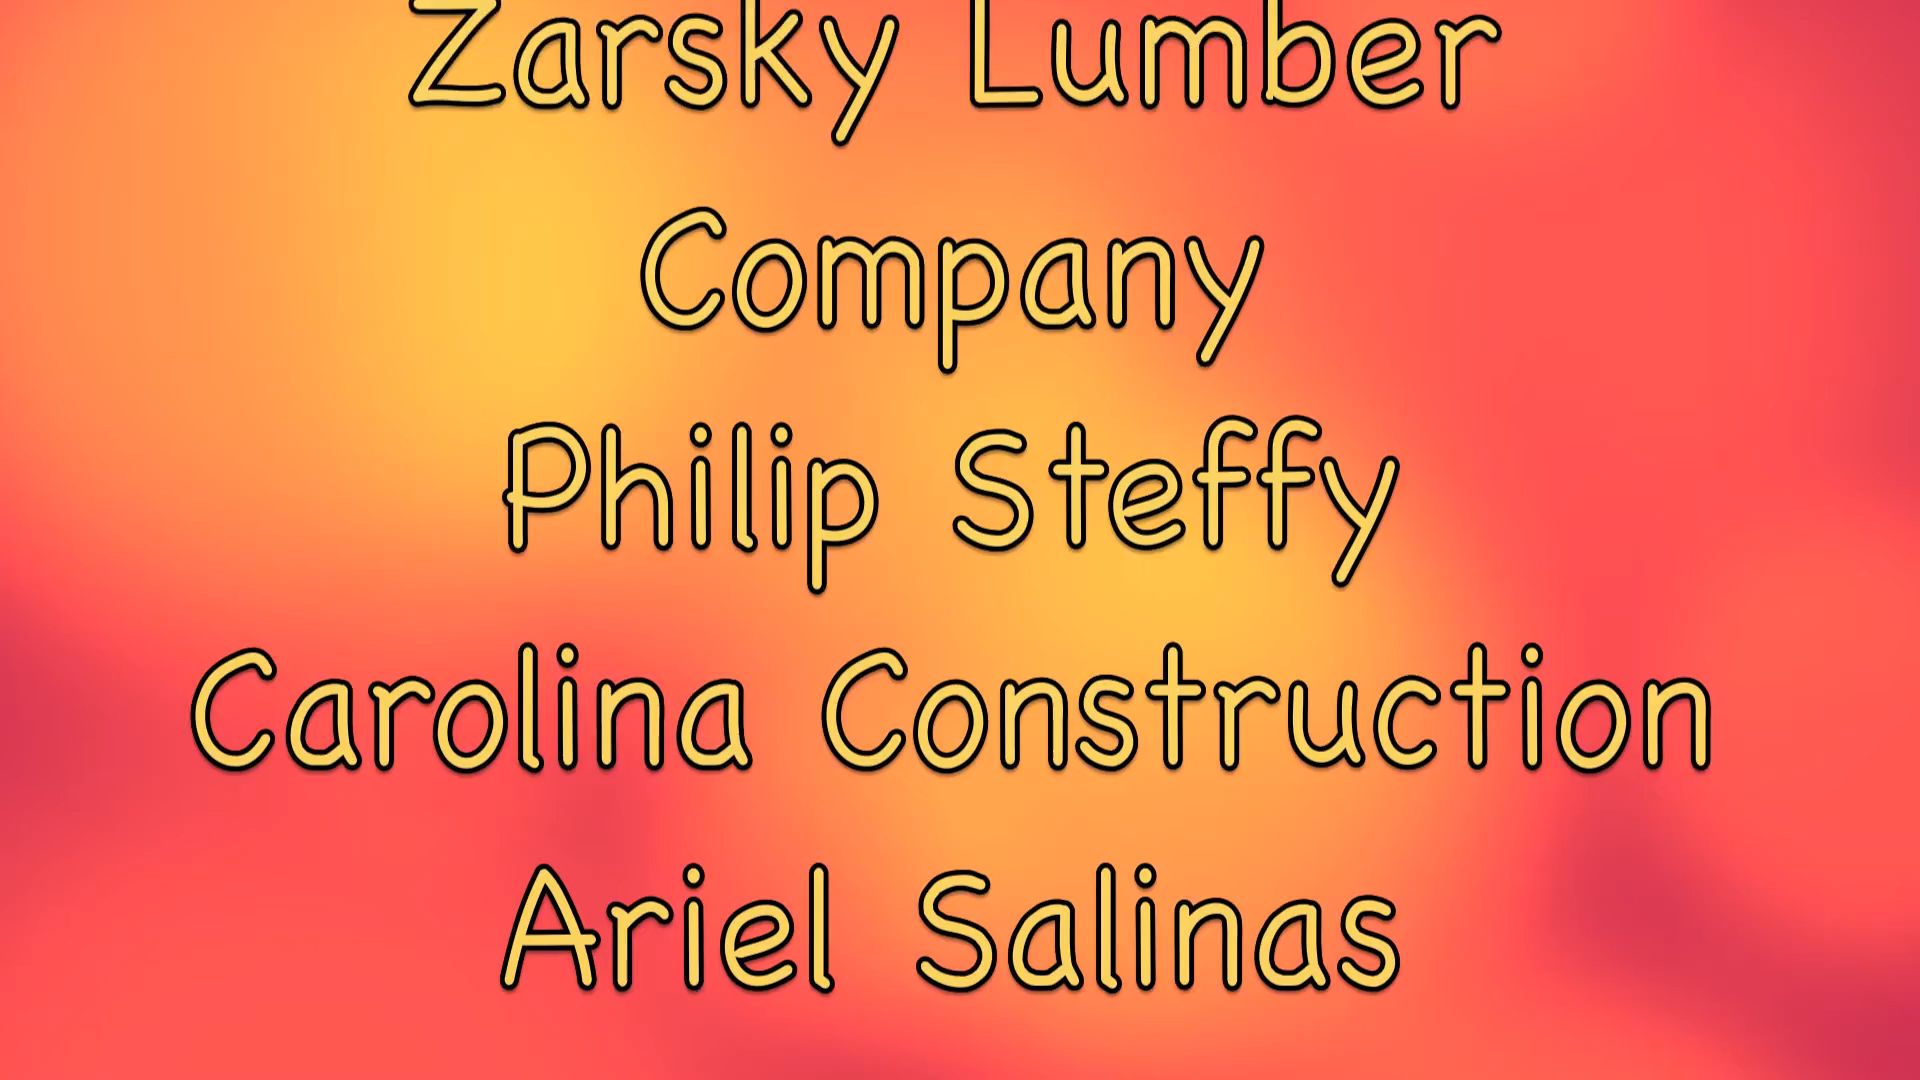 Zarsky Lumber
Company
Philip Steffy
Carolina Construction
Ariel Salinas